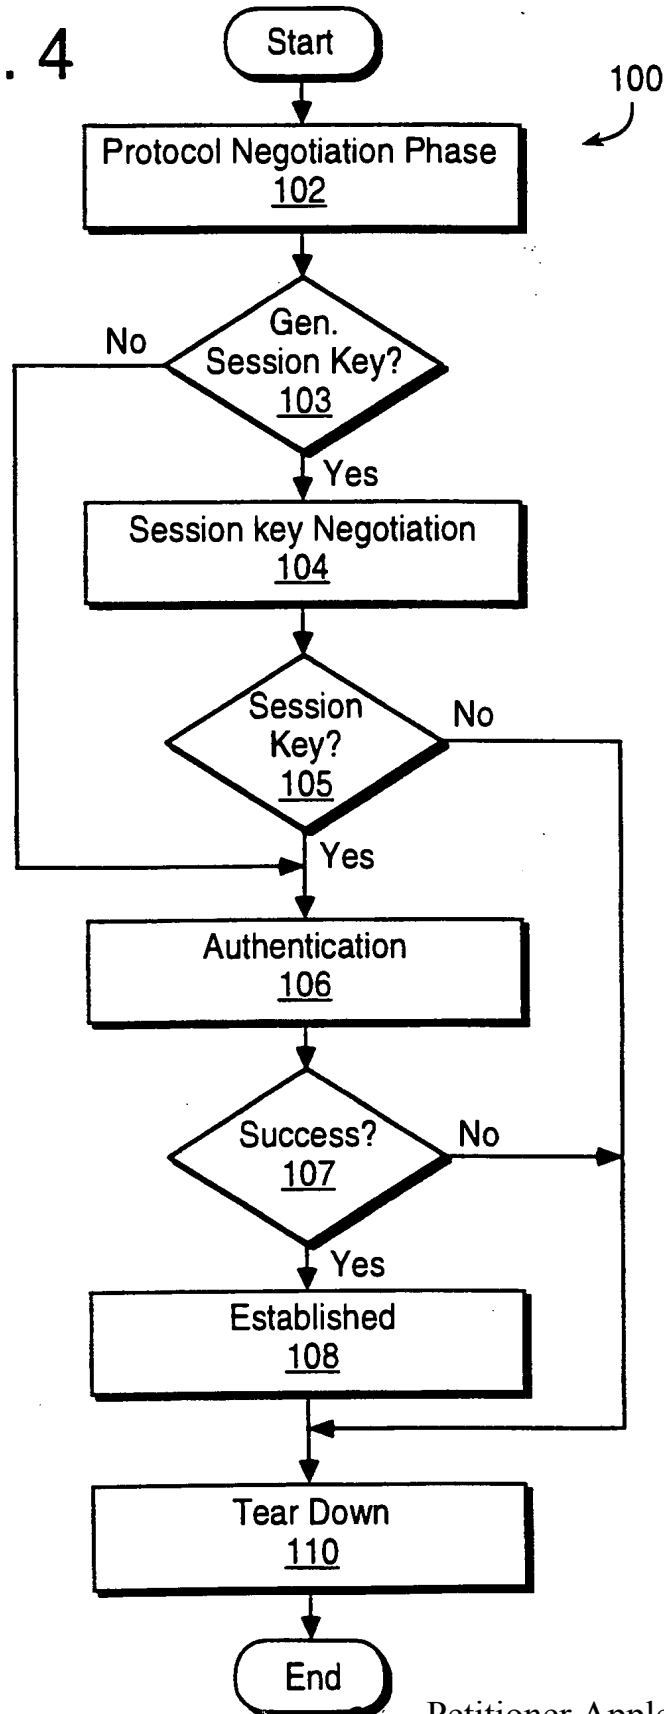 . 4
Start
100
Protocol Negotiation Phase
102
Gen.
Session Key?
103
No
Yes
Session key Negotiation
104
Session
Key?
105
No
Yes
Authentication
106
Success?
107
No
Yes
Established
108
Tear Down
110
End